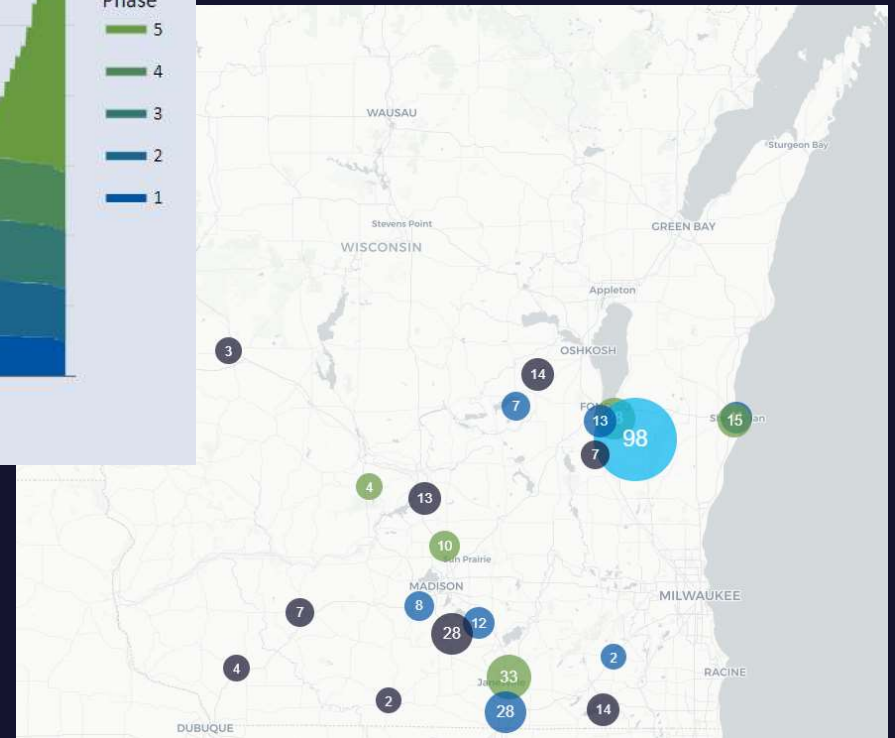 Phase
5
4
3
2
1
WAUSAU
Sturgeon Bay
Stevens Point
GREEN BAY
WISCONSIN
Appleton
3
OSHKOSH
14
7
13
98
15
7
4
13
10
Sun Prairie
MADISON
MILWAUKEE
8
7
12
28
2
4
33
RACINE
2
28
14
DUBUQUE